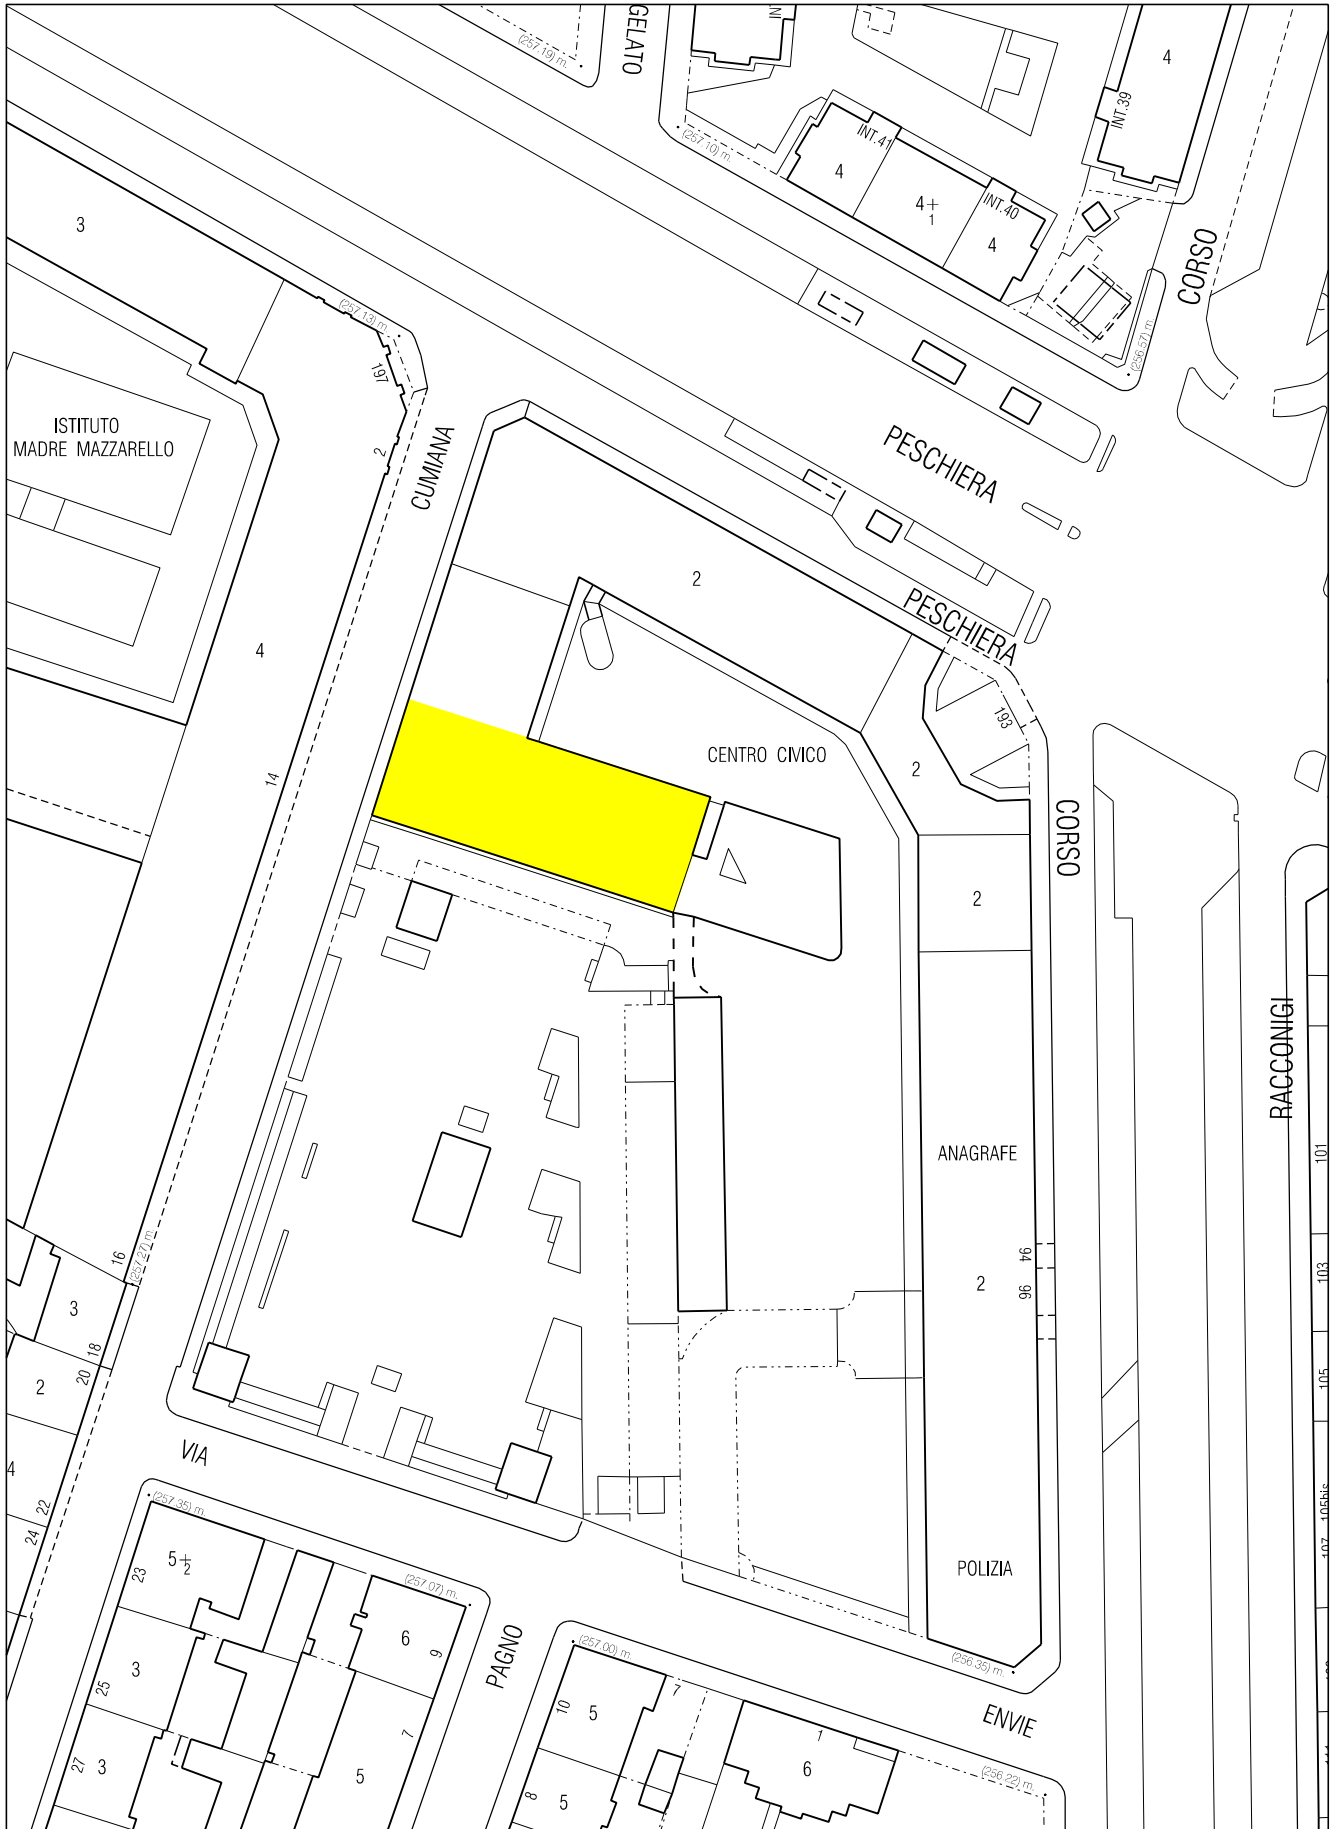 GELATO
INT.39
4
(257.19) m.
INT.41
(257.10) m.
4
4+
1
INT.40
4
CORSO
3
(257.13) m.
(256.57) m.
197
ISTITUTO
MADRE MAZZARELLO
2
CUMIANA
PESCHIERA
2
PESCHIERA
4
193
CENTRO CIVICO
2
14
CORSO
2
RACCONIGI
101
ANAGRAFE
94
96
2
16
(257.27) m.
103
3
18
20
2
105
VIA
4
22
24
(257.35) m.
105bis
107
5+
2
23
(257.07) m.
POLIZIA
6
9
PAGNO
(257.00) m.
(256.35) m.
3
25
10
5
7
ENVIE
7
1
27
3
5
8
5
6
(256.22) m.